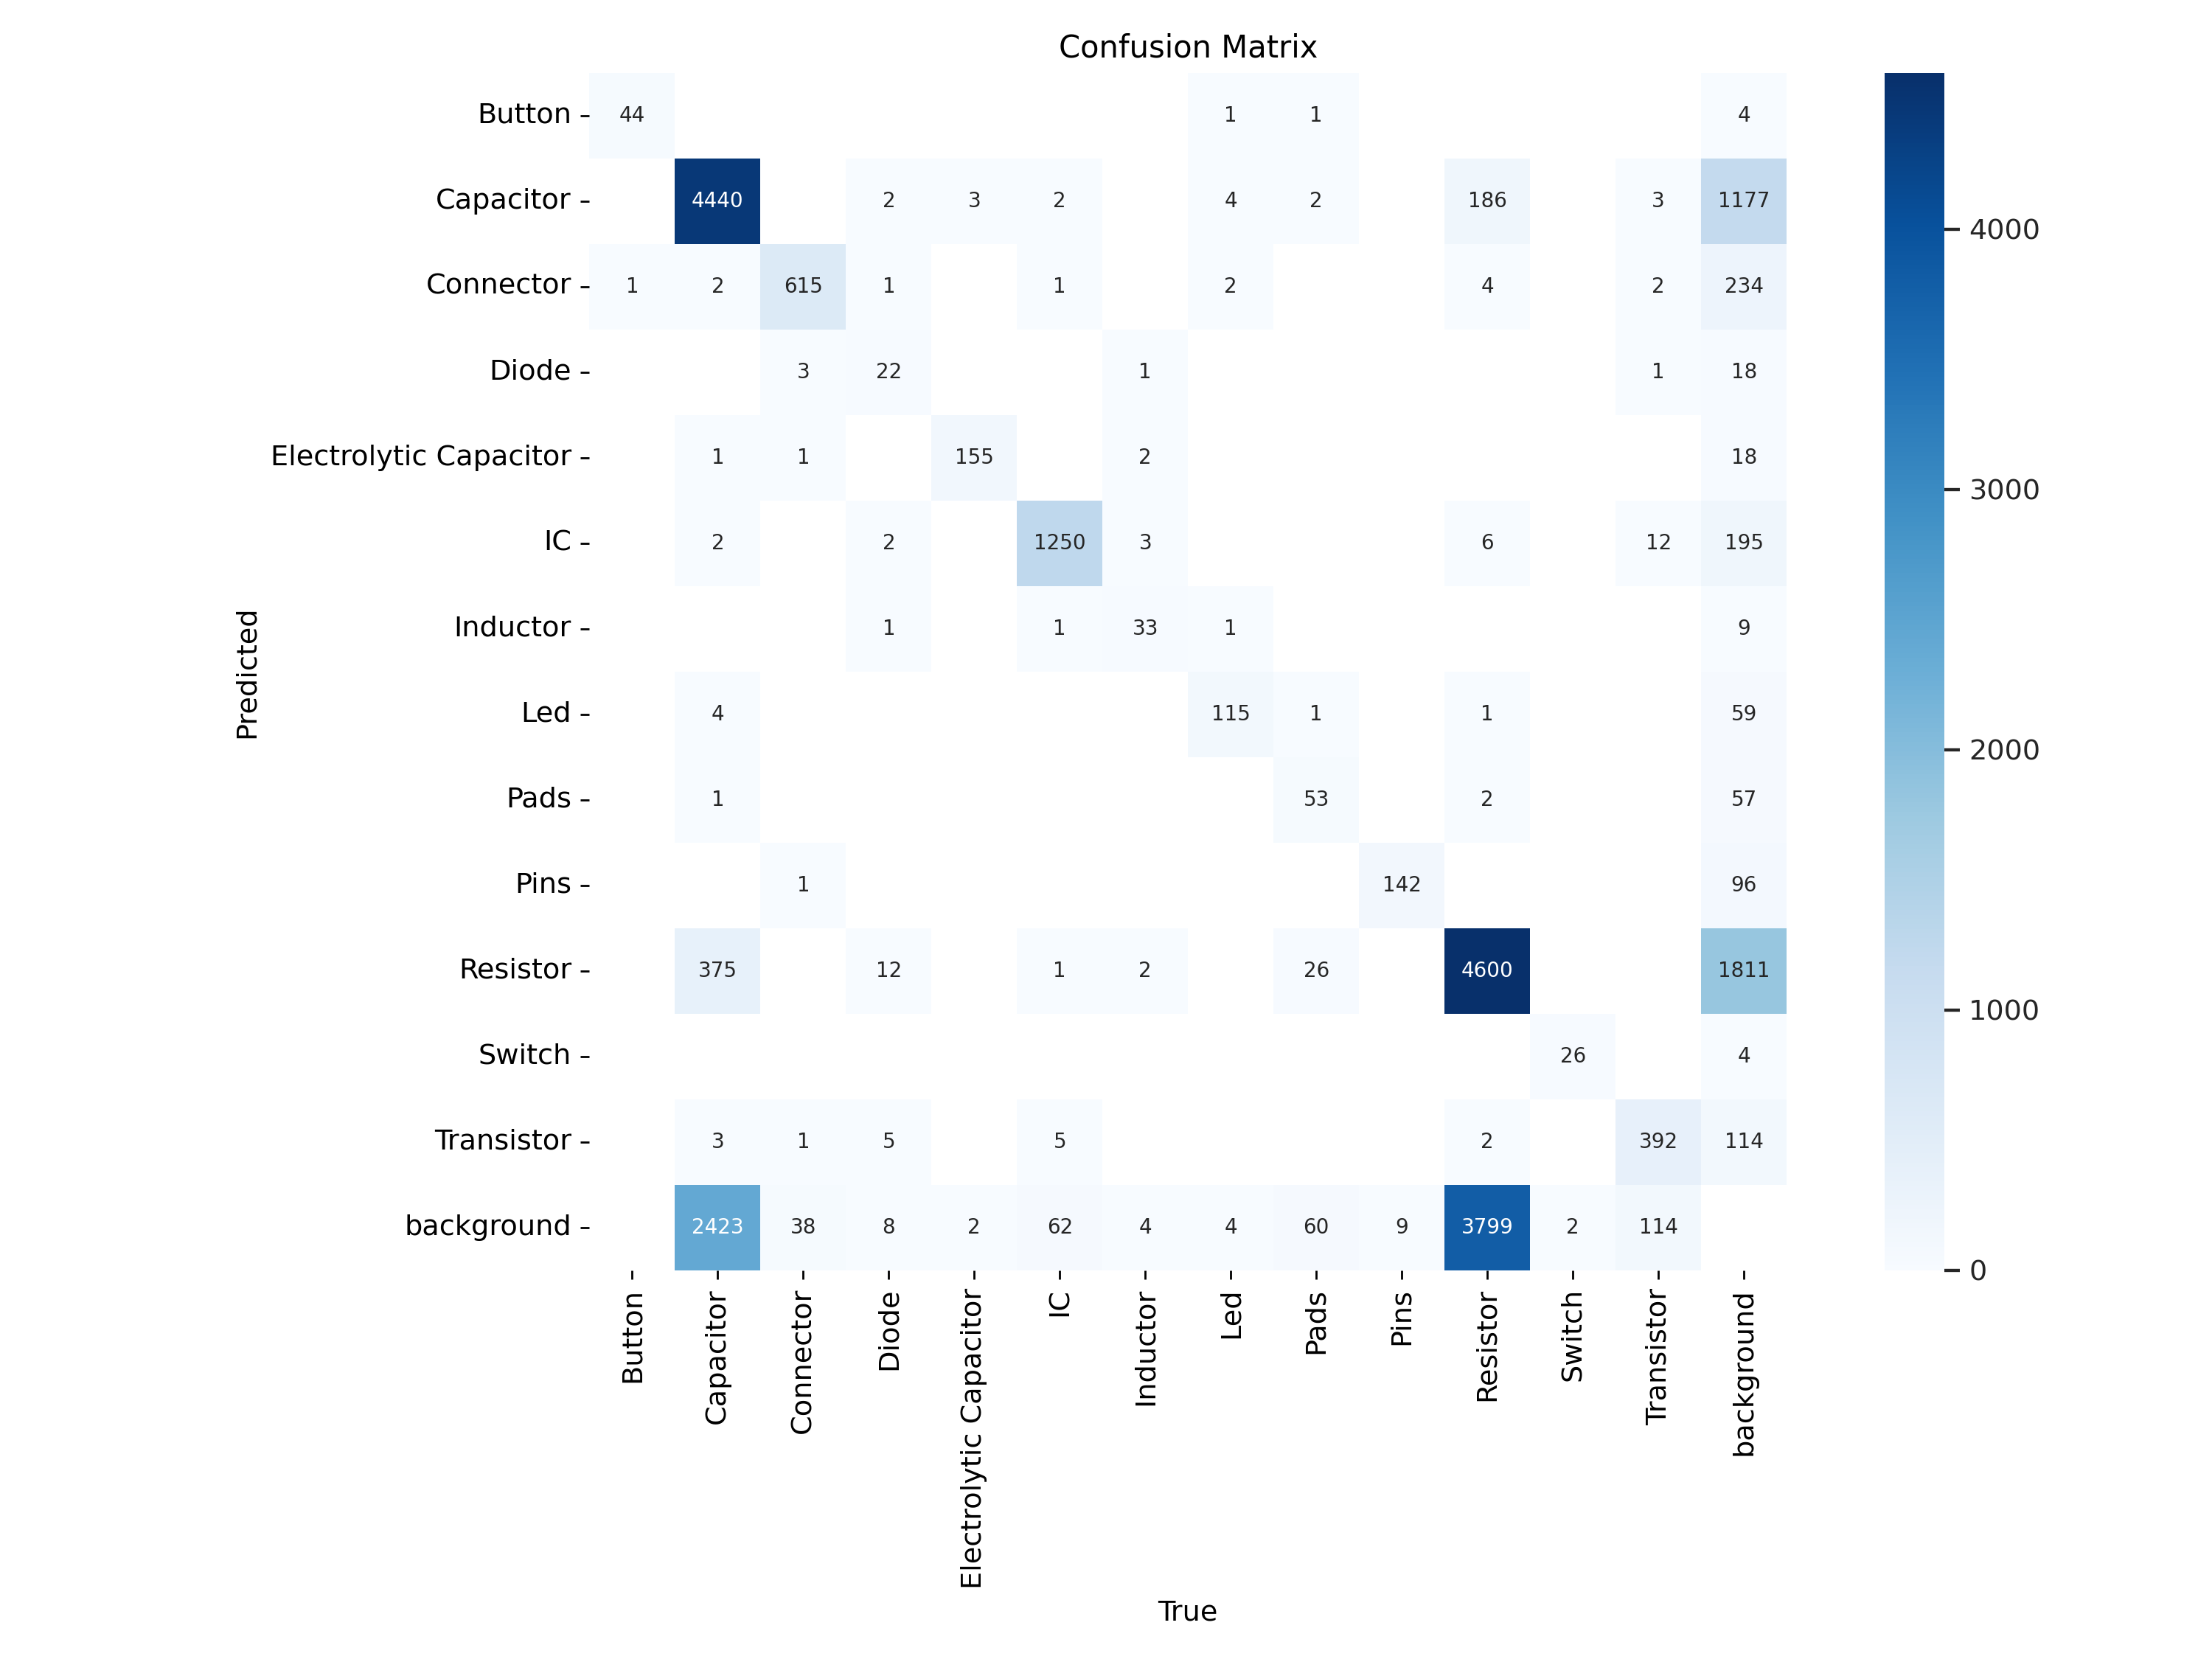 Confusion Matrix
Button 44 1 1 4
Capacitor 4440 2 3 2 4 2 186 3 1177
Connector 1 2 615 1 1 2 4 2 234
Diode 3 22 1 1 18
Electrolytic Capacitor 1 1 155 2 18
IC 2 2 1250 3 6 12 195
Inductor 1 1 33 1 9
Led 4 115 1 1 59
Pads 1 53 2 57
Pins 1 142 96
Resistor 375 12 1 2 26 4600 1811
Switch 26 4
Transistor 3 1 5 5 2 392 114
background 2423 38 8 2 62 4 4 60 9 3799 2 114
Predicted
Button Capacitor Connector Diode Electrolytic Capacitor IC Inductor Led Pads Pins Resistor Switch Transistor background
True
4000
3000
2000
1000
0